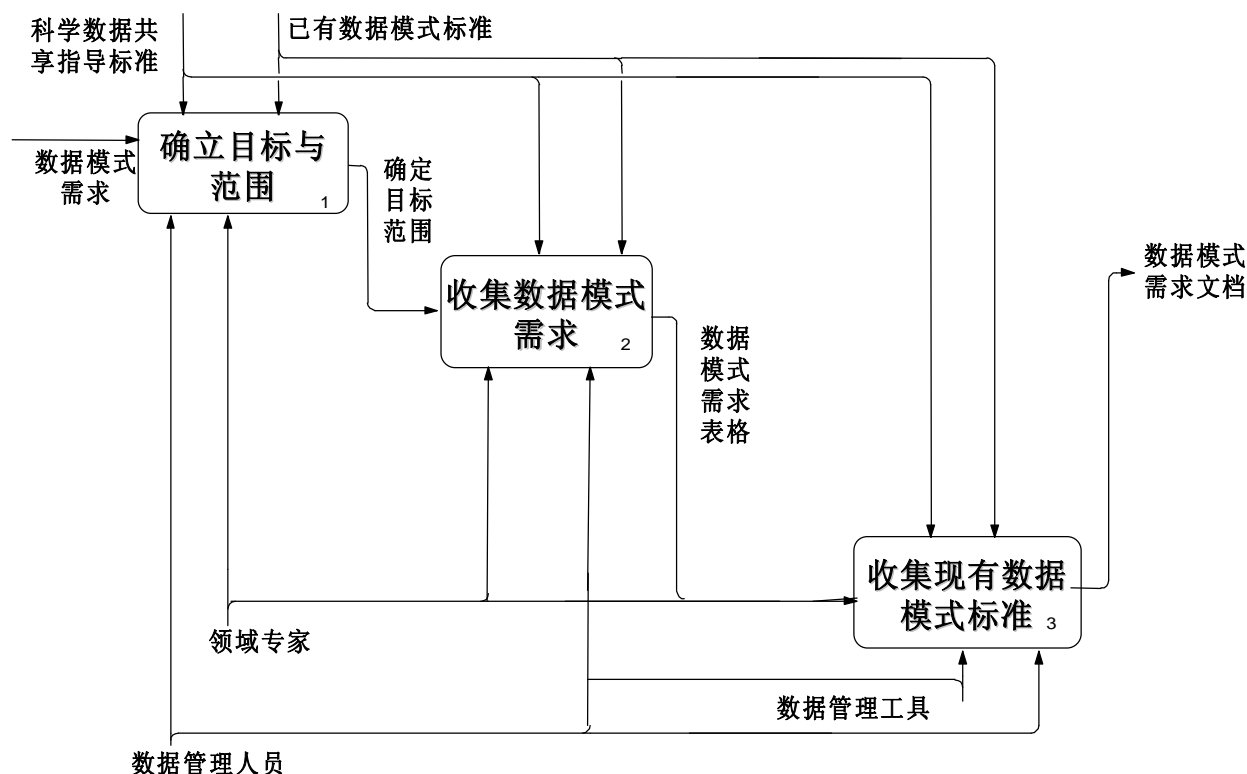 科学数据共
享指导标准
已有数据模式标准
确立目标与
范围
1
数据模式
需求
确定
目标
范围
收集数据模式
需求
2
数据模式
需求文档
数据
模式
需求
表格
收集现有数据
模式标准
3
领域专家
数据管理工具
数据管理人员